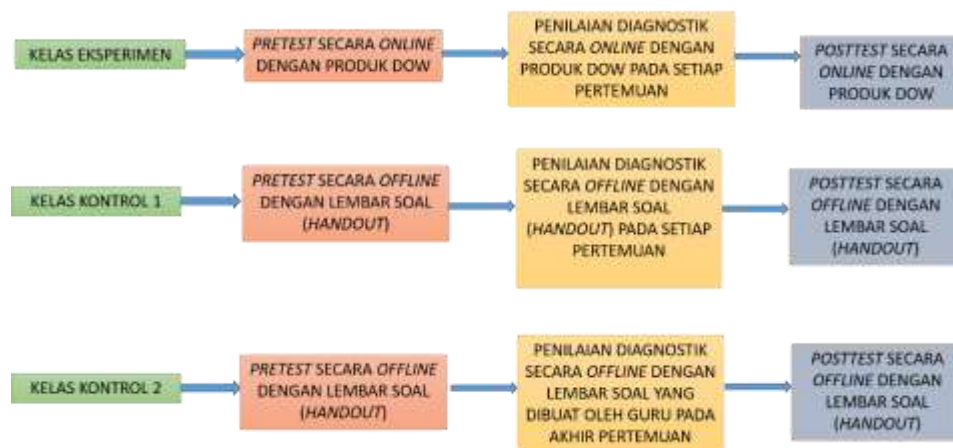 KELAS EKSPERIMEN
PRETEST SECARA ONLINE
DENGAN PRODUK DOW
PENILAIAN DIAGNOSTIK
SECARA ONLINE DENGAN
PRODUK DOW PADA SETIAP
PERTEMUAN
POSTTEST SECARA
ONLINE DENGAN
PRODUK DOW
KELAS KONTROL 1
PRETEST SECARA OFFLINE
DENGAN LEMBAR SOAL
(HANDOUT)
PENILAIAN DIAGNOSTIK
SECARA OFFLINE DENGAN
LEMBAR SOAL
(HANDOUT) PADA SETIAP
PERTEMUAN
POSTTEST SECARA
OFFLINE DENGAN
LEMBAR SOAL
(HANDOUT)
KELAS KONTROL 2
PRETEST SECARA OFFLINE
DENGAN LEMBAR SOAL
(HANDOUT)
PENILAIAN DIAGNOSTIK
SECARA OFFLINE DENGAN
LEMBAR SOAL YANG
DIBUAT OLEH GURU PADA
AKHIR PERTEMUAN
POSTTEST SECARA
OFFLINE DENGAN
LEMBAR SOAL
(HANDOUT)